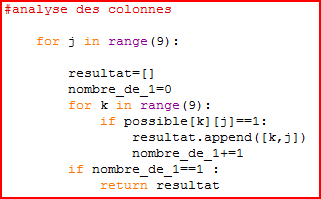 #analyse des colonnes
for j in range(9):
resultat=[]
nombre_de_1=0
for k in range(9):
if possible[k][j]==1:
resultat.append([k,j])
nombre_de_1+=1
if nombre_de_1==1 :
return resultat